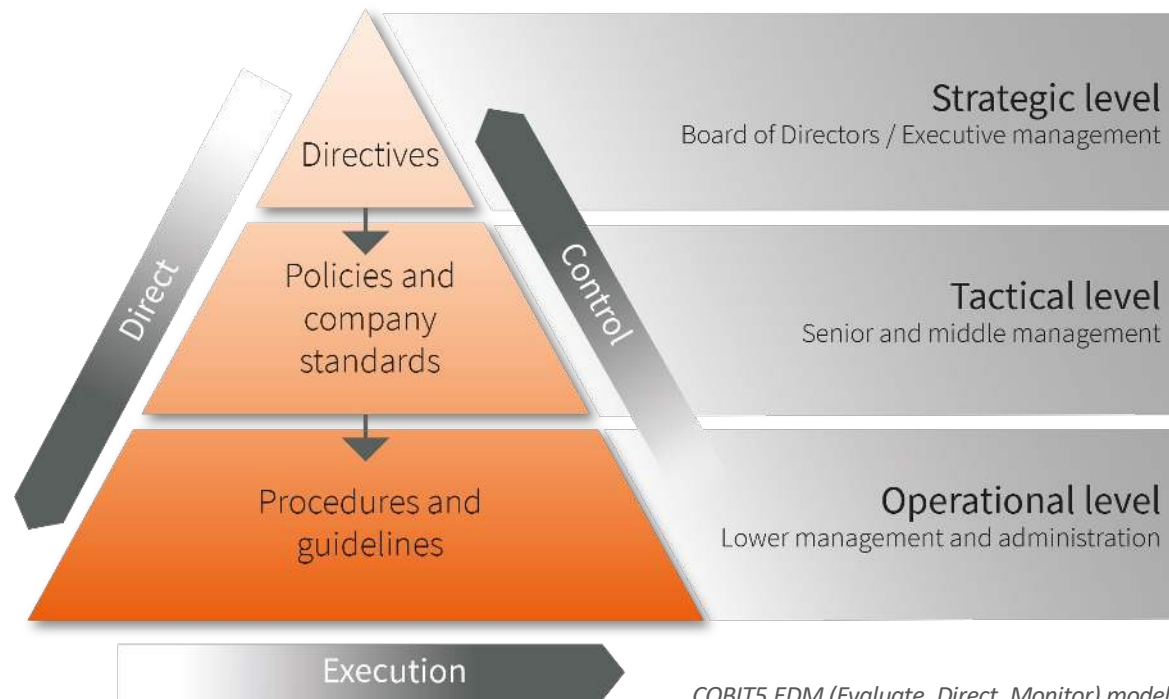 Strategic level
Board of Directors / Executive management
Directives
Direct
Control
Policies and
company
standards
Tactical level
Senior and middle management
Procedures and
guidelines
Operational level
Lower management and administration
Execution
COBIT5 EDM (Evaluate, Direct, Monitor) model